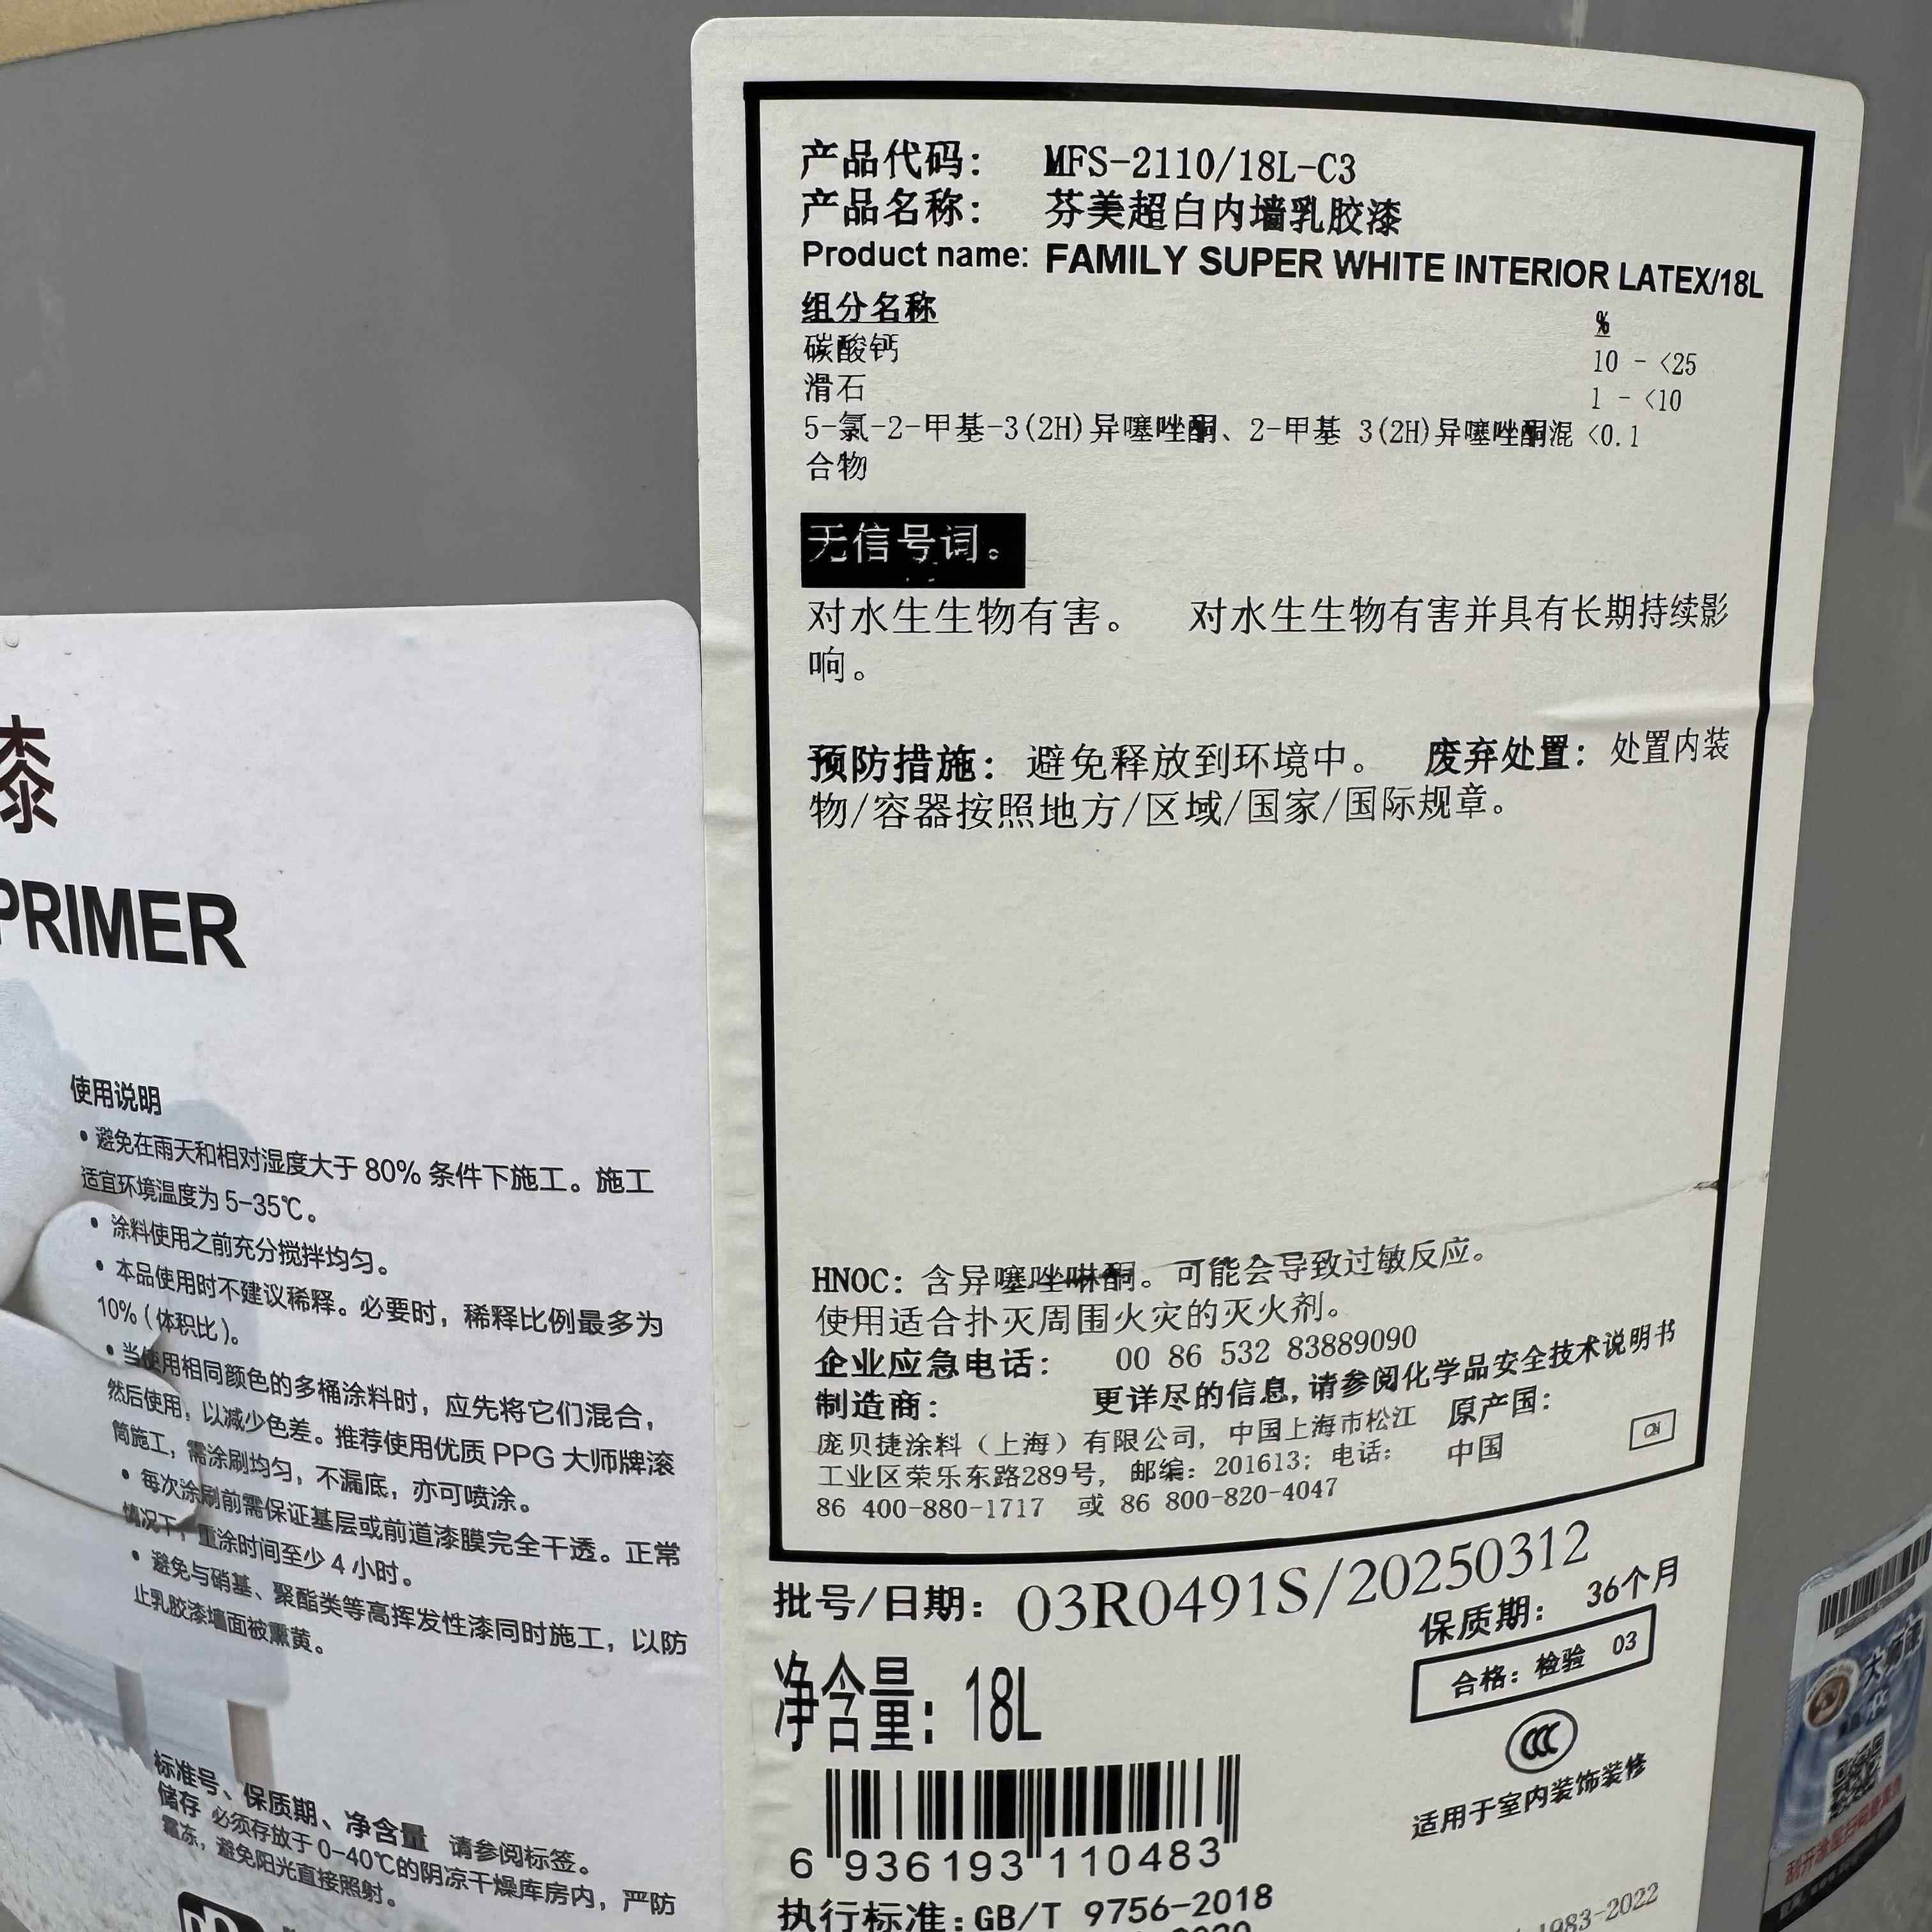 产品代码: MFS-2110/18L-C3
产品名称: 芬美超白内墙乳胶漆
Product name: FAMILY SUPER WHITE INTERIOR LATEX/18L
组分名称 %
碳酸钙 10 - <25
滑石 1 - <10
5-氯-2-甲基-3(2H)异噻唑酮、2-甲基 3(2H)异噻唑酮混 <0.1
合物
无信号词。
对水生生物有害。 对水生生物有害并具有长期持续影
响。
预防措施: 避免释放到环境中。 废弃处置: 处置内装
物/容器按照地方/区域/国家/国际规章。
HNOC: 含异噻唑啉酮。可能会导致过敏反应。
使用适合扑灭周围火灾的灭火剂。
企业应急电话: 00 86 532 83889090
制造商: 更详尽的信息,请参阅化学品安全技术说明书
庞贝捷涂料（上海）有限公司, 中国上海市松江 原产国:
工业区荣乐东路289号, 邮编: 201613; 电话: 中国
86 400-880-1717 或 86 800-820-4047
CN
批号/日期: 03R0491S/20250312
保质期: 36个月
合格: 检验 03
净含量: 18L
CCC
适用于室内装饰装修
6 936193 110483
执行标准:GB/T 9756-2018
1983-2022
漆
PRIMER
使用说明
• 避免在雨天和相对湿度大于 80% 条件下施工。施工
适宜环境温度为 5-35℃。
• 涂料使用之前充分搅拌均匀。
• 本品使用时不建议稀释。必要时，稀释比例最多为
10%（体积比）。
• 当使用相同颜色的多桶涂料时，应先将它们混合，
然后使用，以减少色差。推荐使用优质 PPG 大师牌滚
筒施工，需涂刷均匀，不漏底，亦可喷涂。
• 每次涂刷前需保证基层或前道漆膜完全干透。正常
情况下，重涂时间至少 4 小时。
• 避免与硝基、聚酯类等高挥发性漆同时施工，以防
止乳胶漆墙面被熏黄。
标准号、保质期、净含量 请参阅标签。
储存 必须存放于 0-40℃的阴凉干燥库房内，严防
霜冻，避免阳光直接照射。
大师漆